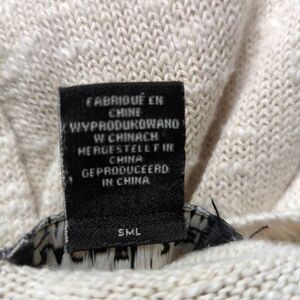 FABRIQUÉ EN
CHINE
WYPRODUKOWANO
W CHINACH
HERGESTELLT IN
CHINA
GEPRODUCEERD
IN CHINA
SML